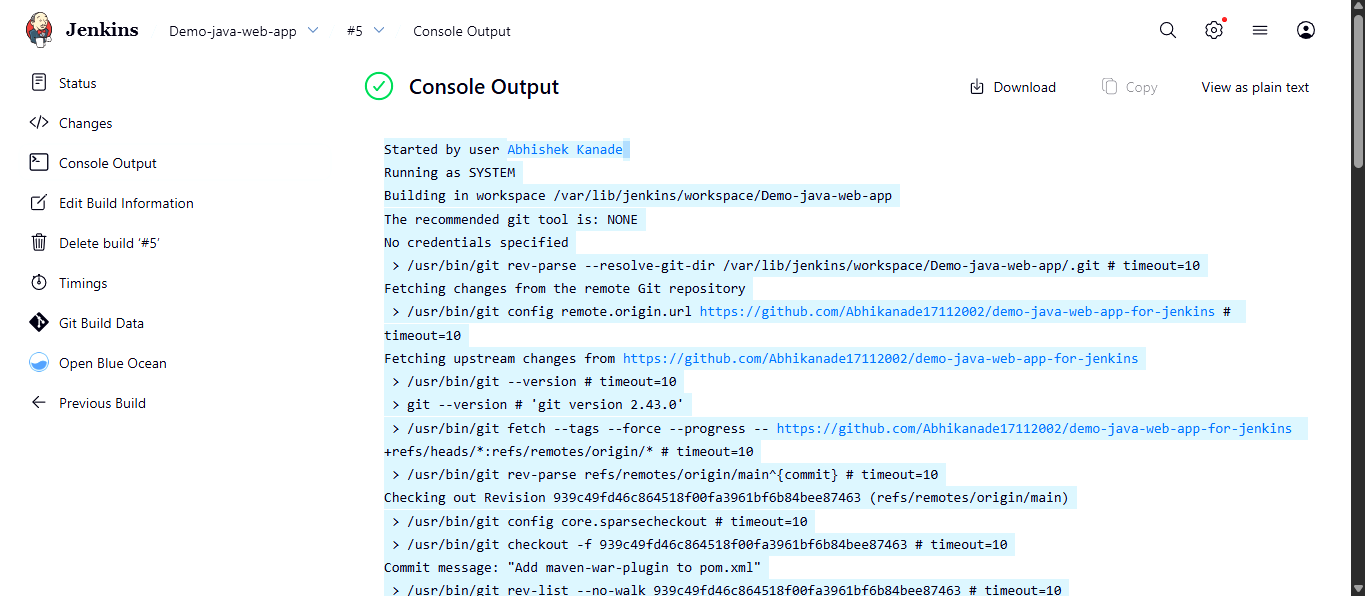 Jenkins Demo-java-web-app #5 Console Output
Status
Changes
Console Output
Edit Build Information
Delete build ‘#5’
Timings
Git Build Data
Open Blue Ocean
Previous Build
Console Output Download Copy View as plain text
Started by user Abhishek Kanade
Running as SYSTEM
Building in workspace /var/lib/jenkins/workspace/Demo-java-web-app
The recommended git tool is: NONE
No credentials specified
> /usr/bin/git rev-parse --resolve-git-dir /var/lib/jenkins/workspace/Demo-java-web-app/.git # timeout=10
Fetching changes from the remote Git repository
> /usr/bin/git config remote.origin.url https://github.com/Abhikanade17112002/demo-java-web-app-for-jenkins #
timeout=10
Fetching upstream changes from https://github.com/Abhikanade17112002/demo-java-web-app-for-jenkins
> /usr/bin/git --version # timeout=10
> git --version # 'git version 2.43.0'
> /usr/bin/git fetch --tags --force --progress -- https://github.com/Abhikanade17112002/demo-java-web-app-for-jenkins
+refs/heads/*:refs/remotes/origin/* # timeout=10
> /usr/bin/git rev-parse refs/remotes/origin/main^{commit} # timeout=10
Checking out Revision 939c49fd46c864518f00fa3961bf6b84bee87463 (refs/remotes/origin/main)
> /usr/bin/git config core.sparsecheckout # timeout=10
> /usr/bin/git checkout -f 939c49fd46c864518f00fa3961bf6b84bee87463 # timeout=10
Commit message: "Add maven-war-plugin to pom.xml"
> /usr/bin/git rev-list --no-walk 939c49fd46c864518f00fa3961bf6b84bee87463 # timeout=10